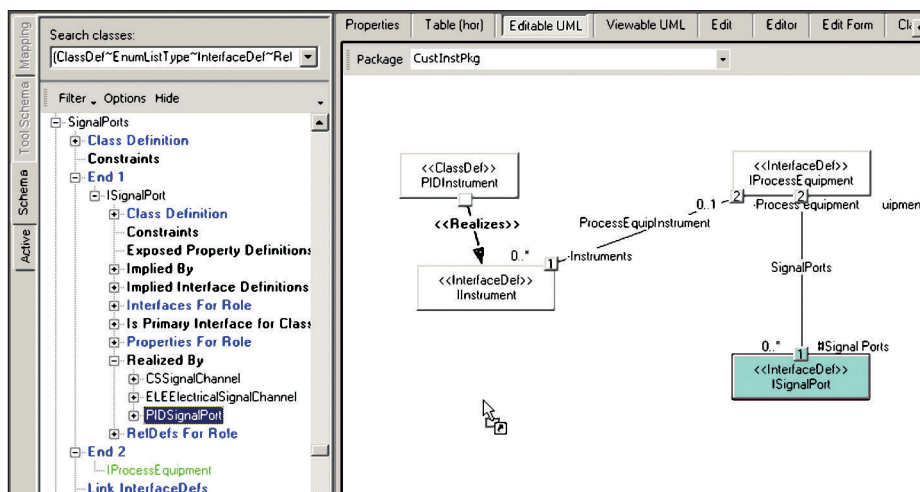 Mapping
Tool Schema
Schema
Active
Search classes:
(ClassDef~EnumListType~InterfaceDef~Rel
Filter Options Hide
SignalPorts
Class Definition
Constraints
End 1
ISignalPort
Class Definition
Constraints
Exposed Property Definitions
Implied By
Implied Interface Definitions
Interfaces For Role
Is Primary Interface for Class
Properties For Role
Realized By
CSSignalChannel
ELEElectricalSignalChannel
PIDSignalPort
RelDefs For Role
End 2
IProcessEquipment
Link InterfaceDefs
Properties Table (hor) Editable UML Viewable UML Edit Editor Edit Form Cla
Package CustInstPkg
<<ClassDef>>
PIDInstrument
<<Realizes>>
<<InterfaceDef>>
IInstrument
0..*
1
-Instruments
ProcessEquipInstrument
0..1
2
2
<<InterfaceDef>>
IProcessEquipment
-Process equipment uipmen
SignalPorts
0..*
1
#Signal Ports
<<InterfaceDef>>
ISignalPort